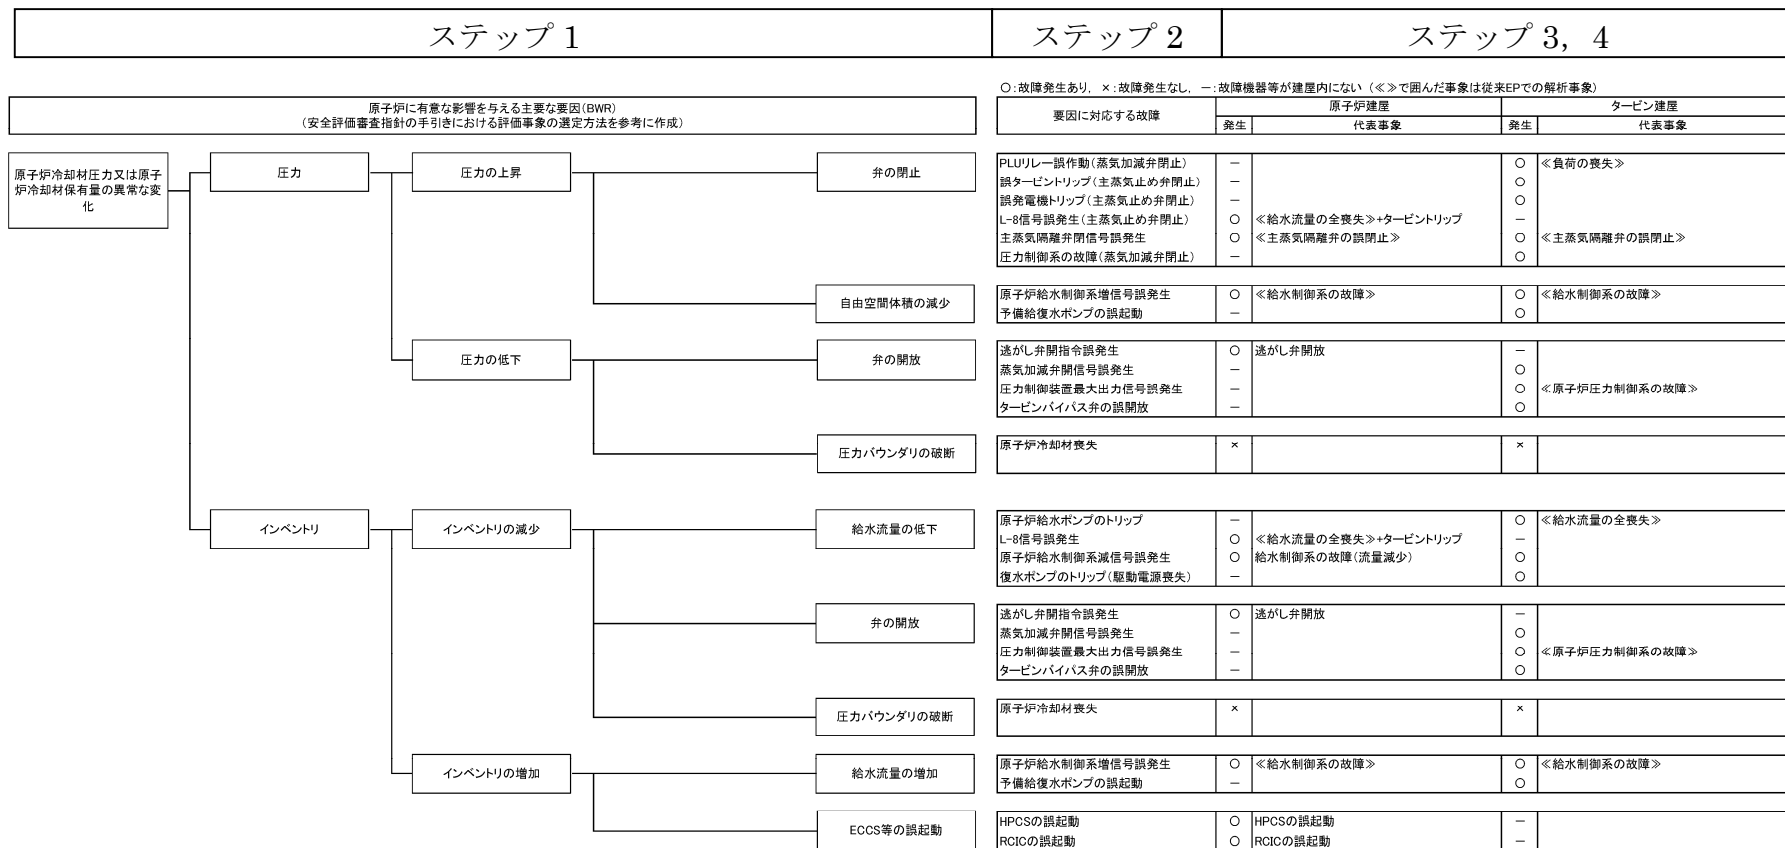 ステップ 1
ステップ 2
ステップ 3，4
○:故障発生あり，×:故障発生なし，－:故障機器等が建屋内にない（≪≫で囲んだ事象は従来EPでの解析事象）
原子炉に有意な影響を与える主要な要因(BWR)
（安全評価審査指針の手引きにおける評価事象の選定方法を参考に作成）
要因に対応する故障
原子炉建屋
タービン建屋
発生 代表事象 発生 代表事象
原子炉冷却材圧力又は原子
炉冷却材保有量の異常な変
化
圧力
圧力の上昇
弁の閉止
PLUリレー誤作動（蒸気加減弁閉止） － ○ ≪負荷の喪失≫
誤タービントリップ（主蒸気止め弁閉止） － ○
誤発電機トリップ（主蒸気止め弁閉止） － ○
L-8信号誤発生（主蒸気止め弁閉止） ○ ≪給水流量の全喪失≫+タービントリップ －
主蒸気隔離弁閉信号誤発生 ○ ≪主蒸気隔離弁の誤閉止≫ ○ ≪主蒸気隔離弁の誤閉止≫
圧力制御系の故障（蒸気加減弁閉止） － ○
自由空間体積の減少
原子炉給水制御系増信号誤発生 ○ ≪給水制御系の故障≫ ○ ≪給水制御系の故障≫
予備給復水ポンプの誤起動 － ○
圧力の低下
弁の開放
逃がし弁開指令誤発生 ○ 逃がし弁開放 －
蒸気加減弁開信号誤発生 － ○
圧力制御装置最大出力信号誤発生 － ○ ≪原子炉圧力制御系の故障≫
タービンバイパス弁の誤開放 － ○
圧力バウンダリの破断
原子炉冷却材喪失 × ×
インベントリ
インベントリの減少
給水流量の低下
原子炉給水ポンプのトリップ － ○ ≪給水流量の全喪失≫
L-8信号誤発生 ○ ≪給水流量の全喪失≫+タービントリップ －
原子炉給水制御系減信号誤発生 ○ 給水制御系の故障（流量減少） ○
復水ポンプのトリップ（駆動電源喪失） － ○
弁の開放
逃がし弁開指令誤発生 ○ 逃がし弁開放 －
蒸気加減弁開信号誤発生 － ○
圧力制御装置最大出力信号誤発生 － ○ ≪原子炉圧力制御系の故障≫
タービンバイパス弁の誤開放 － ○
圧力バウンダリの破断
原子炉冷却材喪失 × ×
インベントリの増加
給水流量の増加
原子炉給水制御系増信号誤発生 ○ ≪給水制御系の故障≫ ○ ≪給水制御系の故障≫
予備給復水ポンプの誤起動 － ○
ECCS等の誤起動
HPCSの誤起動 ○ HPCSの誤起動 －
RCICの誤起動 ○ RCICの誤起動 －